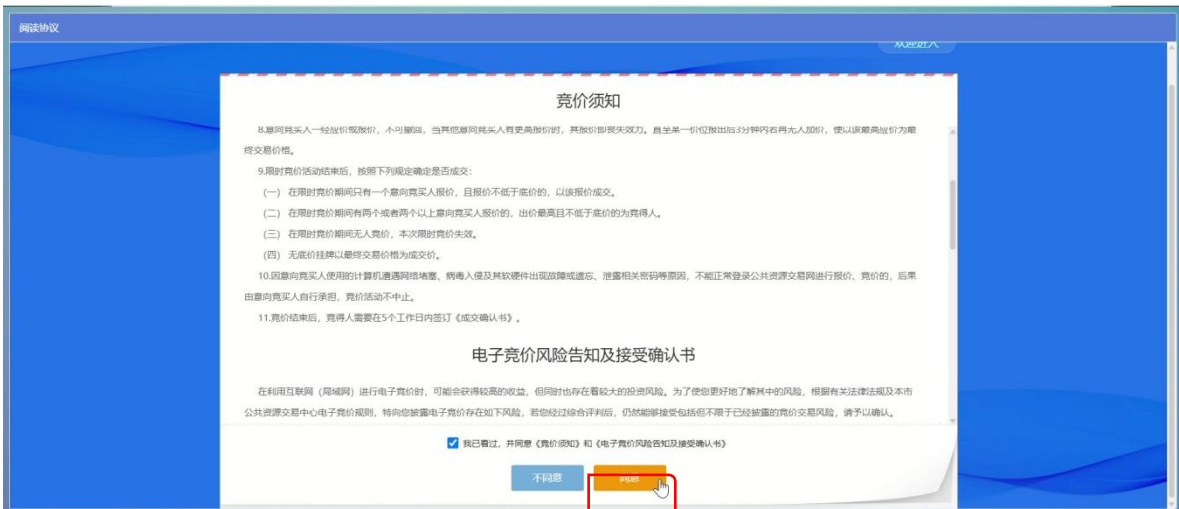 阅读协议
欢迎进入
竞价须知
8.意向竞买人一经应价或报价，不可撤回，当其他意向竞买人有更高报价时，其报价即丧失效力。直至某一价位报出后3分钟内若再无人加价，便以该最高应价为最
终交易价格。
9.限时竞价活动结束后，按照下列规定确定是否成交：
(一) 在限时竞价期间只有一个意向竞买人报价，且报价不低于底价的，以该报价成交。
(二) 在限时竞价期间有两个或者两个以上意向竞买人报价的，出价最高且不低于底价的为竞得人。
(三) 在限时竞价期间无人竞价，本次限时竞价失效。
(四) 无底价挂牌以最终交易价格为成交价。
10.因意向竞买人使用的计算机遭遇网络堵塞、病毒入侵及其软硬件出现故障或遗忘、泄露相关密码等原因，不能正常登录公共资源交易网进行报价、竞价的，后果
由意向竞买人自行承担，竞价活动不中止。
11.竞价结束后，竞得人需要在5个工作日内签订《成交确认书》。
电子竞价风险告知及接受确认书
在利用互联网（局域网）进行电子竞价时，可能会获得较高的收益，但同时也存在着较大的投资风险。为了使您更好地了解其中的风险，根据有关法律法规及本市
公共资源交易中心电子竞价规则，特向您披露电子竞价存在如下风险，若您经过综合评判后，仍然能够接受包括但不限于已经披露的竞价交易风险，请予以确认。
我已看过，并同意《竞价须知》和《电子竞价风险告知及接受确认书》
不同意
同意